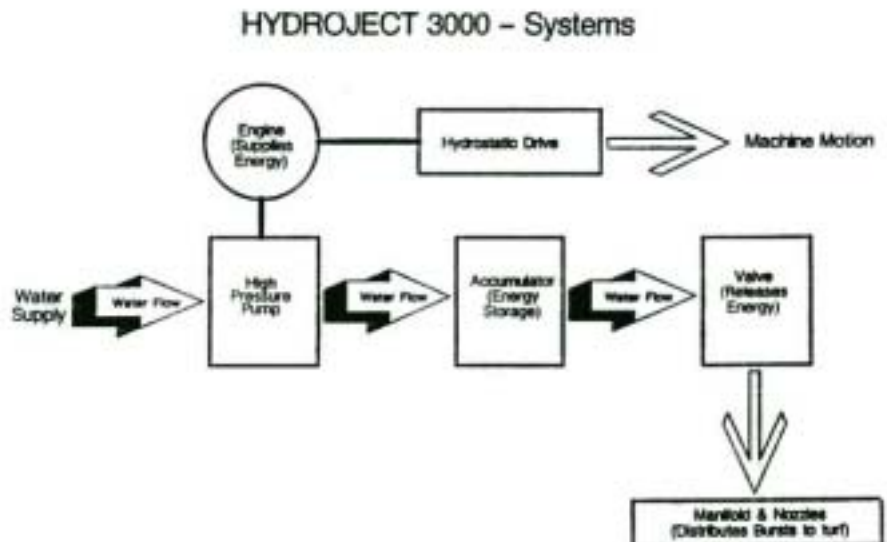 HYDROJECT 3000 – Systems
Engine
(Supplies
Energy)
Hydrostatic Drive
Machine Motion
Water
Supply
Water Flow
High
Pressure
Pump
Water Flow
Accumulator
(Energy
Storage)
Water Flow
Valve
(Releases
Energy)
Manifold & Nozzles
(Distributes Bursts to turf)